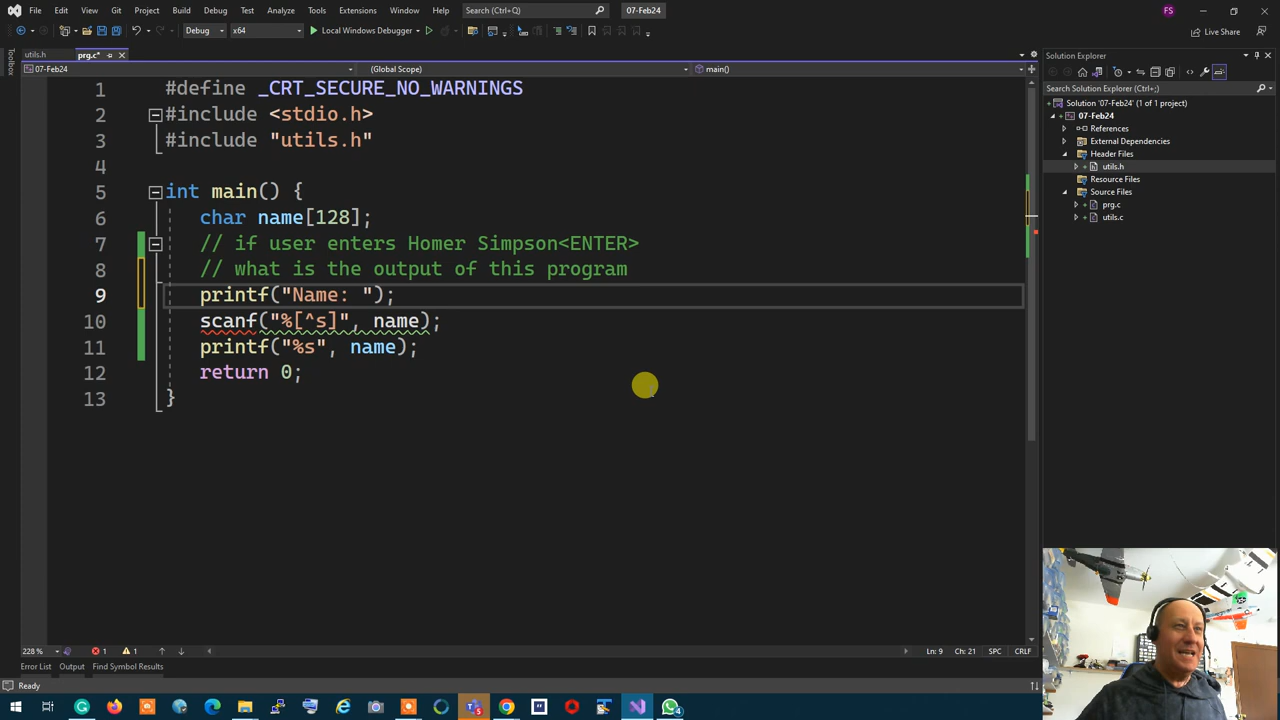 File Edit View Git Project Build Debug Test Analyze Tools Extensions Window Help Search (Ctrl+Q) 07-Feb24 FS
Debug x64 Local Windows Debugger Live Share
Toolbox
utils.h prg.c*
07-Feb24 (Global Scope) main()
1 #define _CRT_SECURE_NO_WARNINGS
2 #include <stdio.h>
3 #include "utils.h"
4
5 int main() {
6 char name[128];
7 // if user enters Homer Simpson<ENTER>
8 // what is the output of this program
9 printf("Name: ");
10 scanf("%[^s]", name);
11 printf("%s", name);
12 return 0;
13 }
228 % 1 1 Ln: 9 Ch: 21 SPC CRLF
Error List Output Find Symbol Results
Ready
Solution Explorer
Search Solution Explorer (Ctrl+;)
Solution '07-Feb24' (1 of 1 project)
07-Feb24
References
External Dependencies
Header Files
utils.h
Resource Files
Source Files
prg.c
utils.c